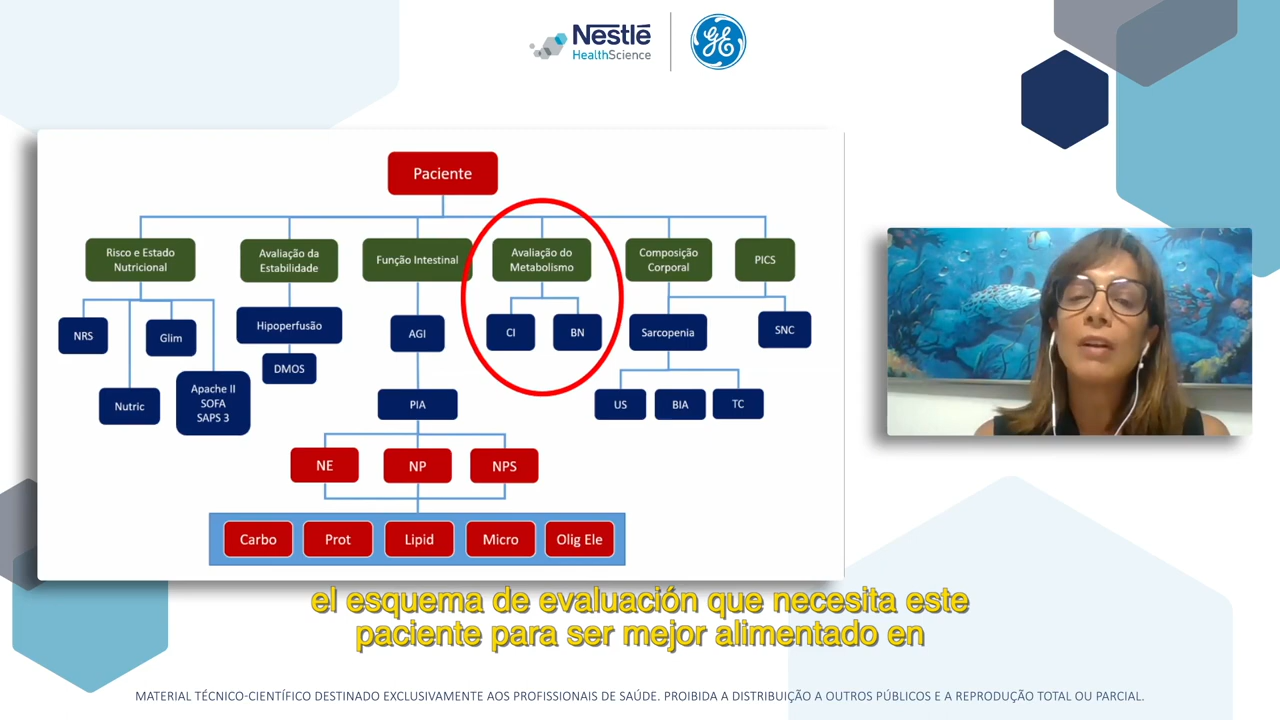 Nestlé
HealthScience
GE
Paciente
Risco e Estado
Nutricional
Avaliação da
Estabilidade
Função Intestinal
Avaliação do
Metabolismo
Composição
Corporal
PICS
NRS
Glim
Nutric
Apache II
SOFA
SAPS 3
Hipoperfusão
DMOS
AGI
PIA
CI
BN
Sarcopenia
SNC
US
BIA
TC
NE
NP
NPS
Carbo
Prot
Lipid
Micro
Olig Ele
el esquema de evaluación que necesita este
paciente para ser mejor alimentado en
MATERIAL TÉCNICO-CIENTÍFICO DESTINADO EXCLUSIVAMENTE AOS PROFISSIONAIS DE SAÚDE. PROIBIDA A DISTRIBUIÇÃO A OUTROS PÚBLICOS E A REPRODUÇÃO TOTAL OU PARCIAL.